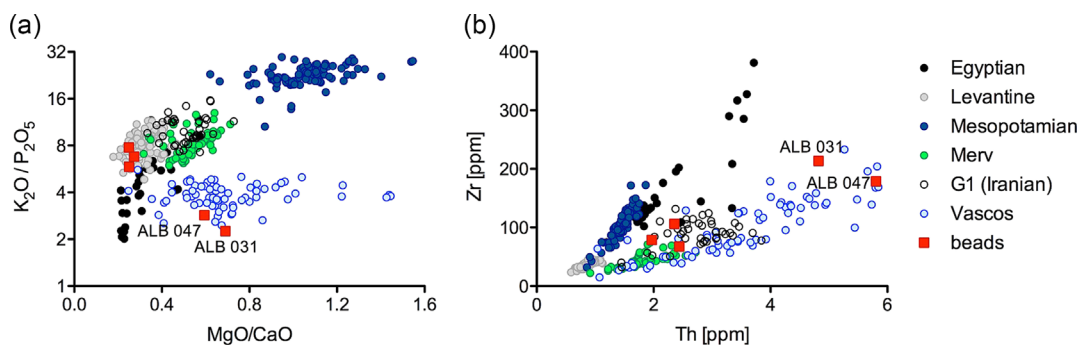 (a)
K₂O / P₂O₅
32
16
8
4
2
1
ALB 047
ALB 031
0.0
0.4
0.8
1.2
1.6
MgO/CaO
(b)
Zr [ppm]
400
300
200
100
0
ALB 031
ALB 047
0
2
4
6
Th [ppm]
Egyptian
Levantine
Mesopotamian
Merv
G1 (Iranian)
Vascos
beads